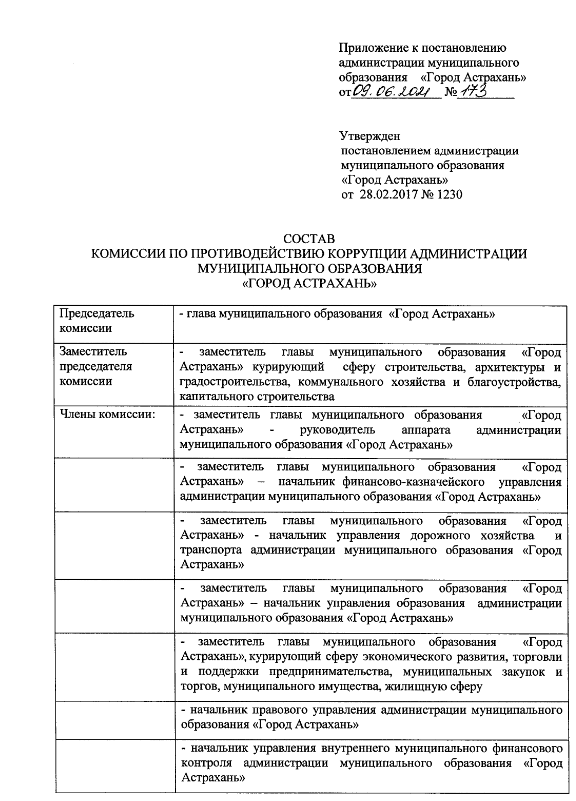 Приложение к постановлению
администрации муниципального
образования «Город Астрахань»
от 09.06.2021 № 173
Утвержден
постановлением администрации
муниципального образования
«Город Астрахань»
от 28.02.2017 № 1230
СОСТАВ
КОМИССИИ ПО ПРОТИВОДЕЙСТВИЮ КОРРУПЦИИ АДМИНИСТРАЦИИ
МУНИЦИПАЛЬНОГО ОБРАЗОВАНИЯ
«ГОРОД АСТРАХАНЬ»
Председатель
комиссии
- глава муниципального образования «Город Астрахань»
Заместитель
председателя
комиссии
- заместитель главы муниципального образования «Город
Астрахань» курирующий сферу строительства, архитектуры и
градостроительства, коммунального хозяйства и благоустройства,
капитального строительства
Члены комиссии:
- заместитель главы муниципального образования «Город
Астрахань» - руководитель аппарата администрации
муниципального образования «Город Астрахань»
- заместитель главы муниципального образования «Город
Астрахань» – начальник финансово-казначейского управления
администрации муниципального образования «Город Астрахань»
- заместитель главы муниципального образования «Город
Астрахань» - начальник управления дорожного хозяйства и
транспорта администрации муниципального образования «Город
Астрахань»
- заместитель главы муниципального образования «Город
Астрахань» – начальник управления образования администрации
муниципального образования «Город Астрахань»
- заместитель главы муниципального образования «Город
Астрахань», курирующий сферу экономического развития, торговли
и поддержки предпринимательства, муниципальных закупок и
торгов, муниципального имущества, жилищную сферу
- начальник правового управления администрации муниципального
образования «Город Астрахань»
- начальник управления внутреннего муниципального финансового
контроля администрации муниципального образования «Город
Астрахань»